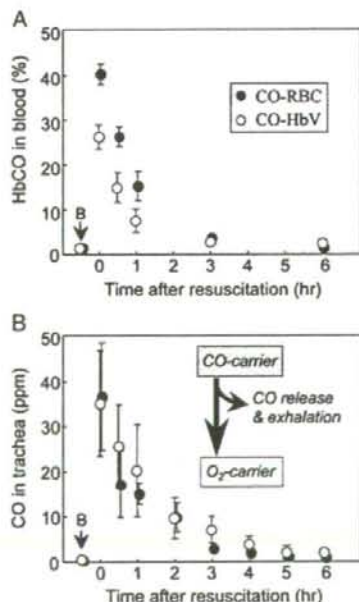 A
HbCO in blood (%)
50
40
30
20
10
0
CO-RBC
CO-HbV
B
0 1 2 3 4 5 6
Time after resuscitation (hr)
B
CO in trachea (ppm)
50
40
30
20
10
0
CO-carrier
CO release
& exhalation
O₂-carrier
B
0 1 2 3 4 5 6
Time after resuscitation (hr)